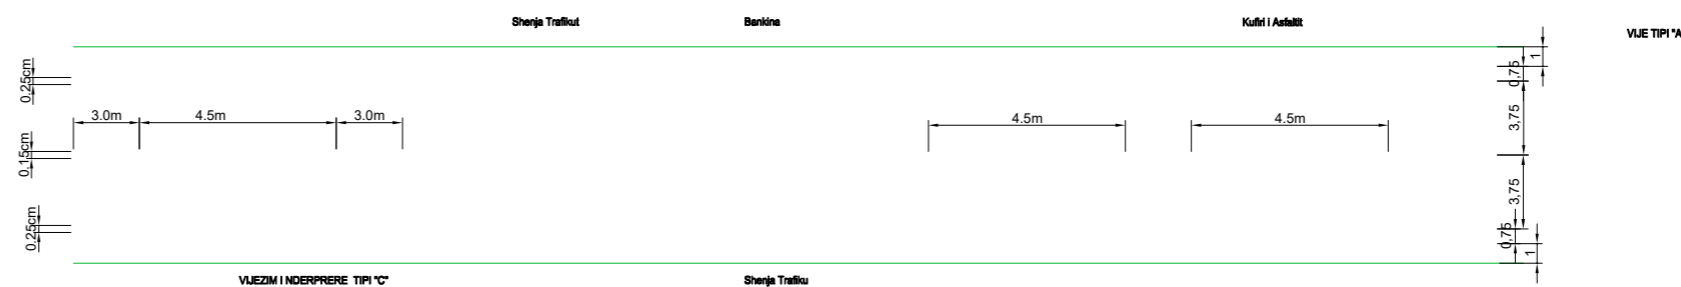 Shenja Trafikut
Bankina
Kufiri i Asfaltit
VIJE TIPI "A
0.25cm
0,75
1
3.0m
4.5m
3.0m
4.5m
4.5m
3,75
0,15cm
3,75
0.25cm
0,75
1
VIJEZIM I NDERPRERE TIPI "C"
Shenja Trafiku